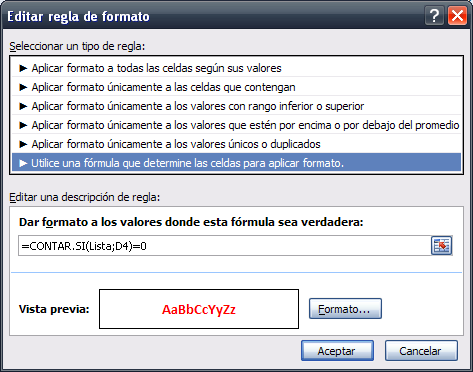 Editar regla de formato
Seleccionar un tipo de regla:
► Aplicar formato a todas las celdas según sus valores
► Aplicar formato únicamente a las celdas que contengan
► Aplicar formato únicamente a los valores con rango inferior o superior
► Aplicar formato únicamente a los valores que estén por encima o por debajo del promedio
► Aplicar formato únicamente a los valores únicos o duplicados
► Utilice una fórmula que determine las celdas para aplicar formato.
Editar una descripción de regla:
Dar formato a los valores donde esta fórmula sea verdadera:
=CONTAR.SI(Lista;D4)=0
Vista previa: AaBbCcYyZz Formato...
Aceptar Cancelar